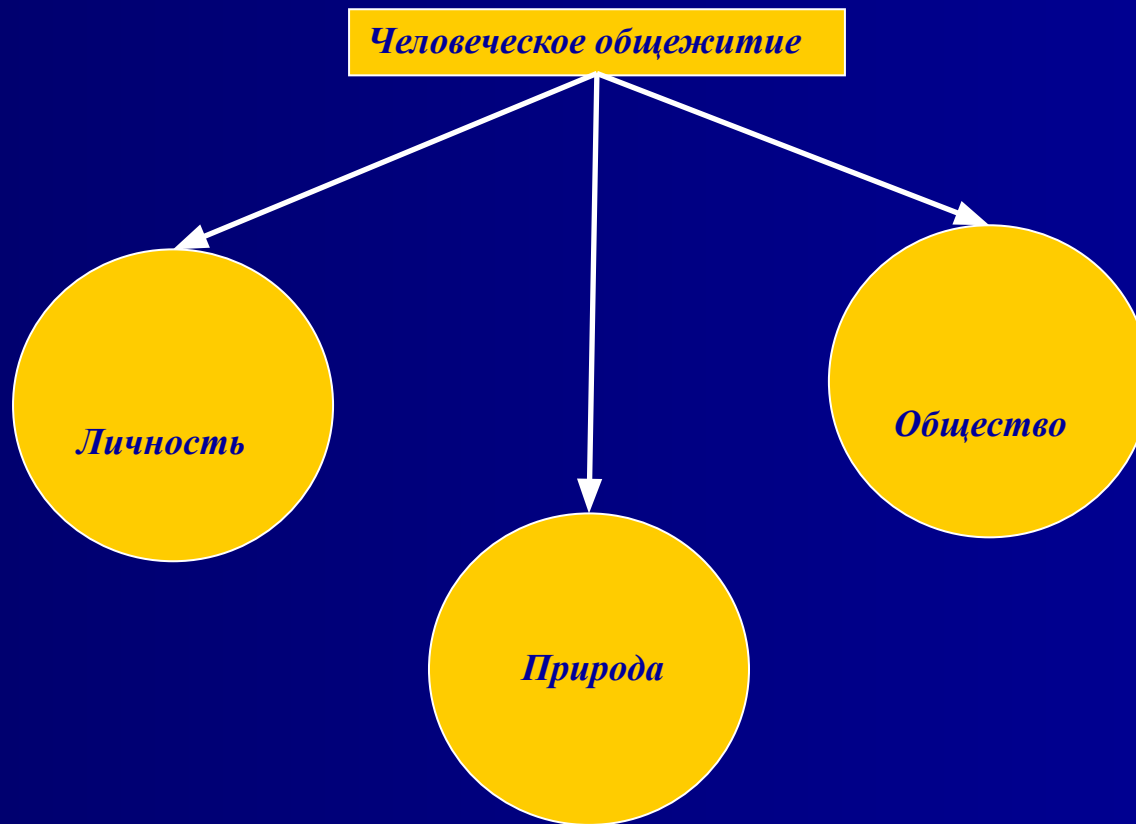 Человеческое общежитие
Личность
Общество
Природа